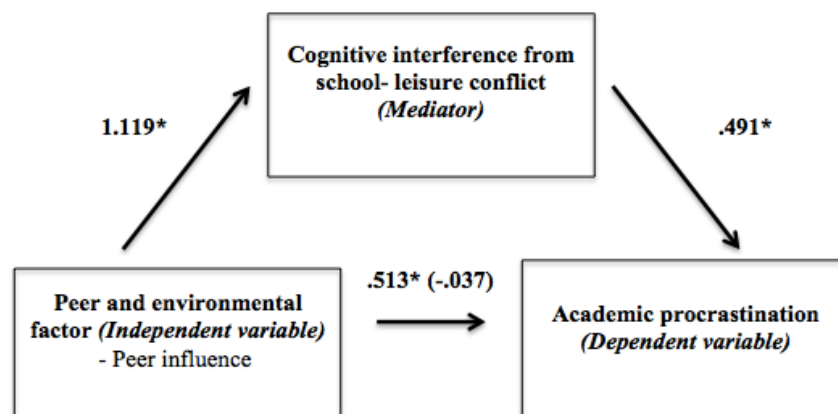 Cognitive interference from
school- leisure conflict
(Mediator)
1.119*
.491*
.513* (-.037)
Peer and environmental
factor (Independent variable)
- Peer influence
Academic procrastination
(Dependent variable)